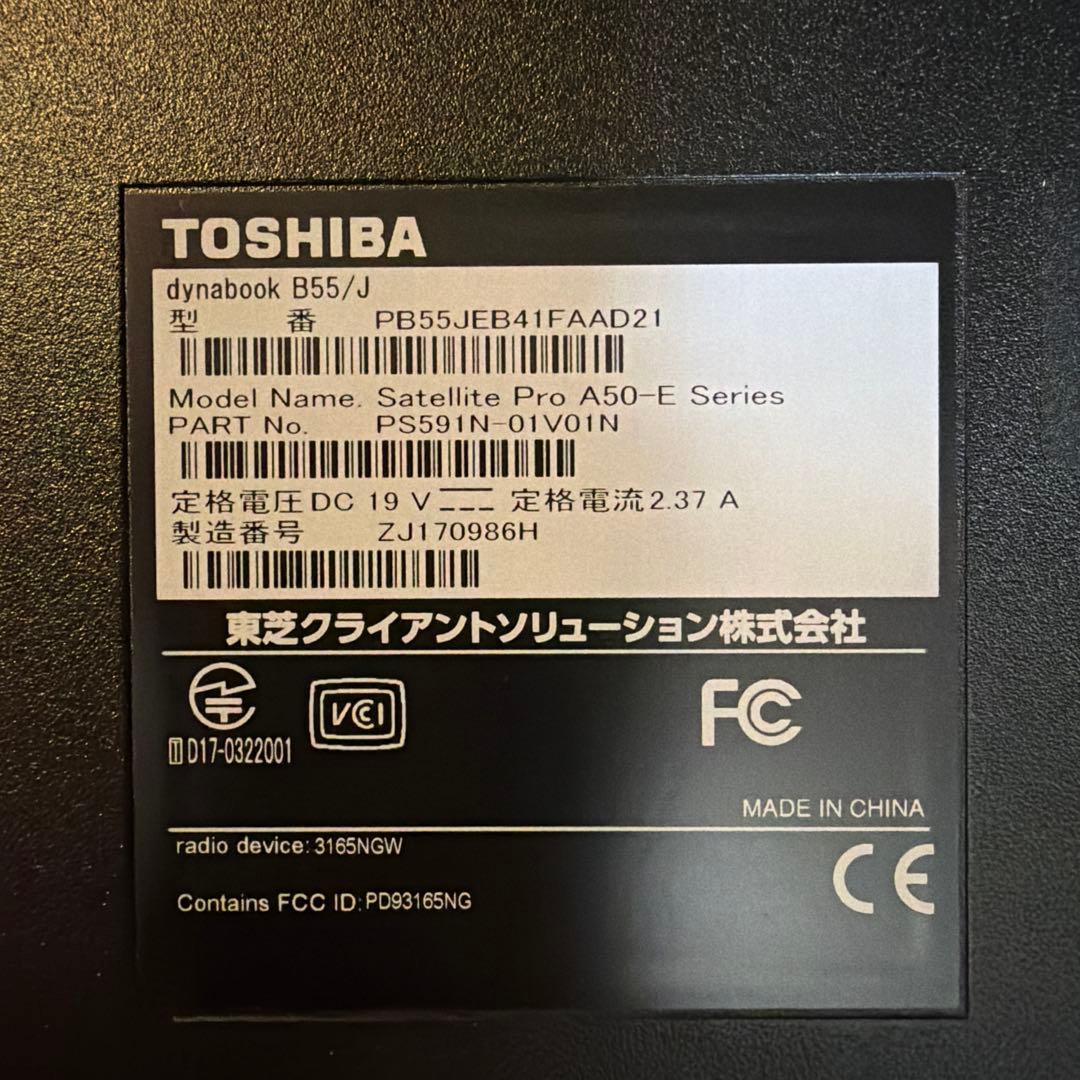 TOSHIBA
dynabook B55/J
型 番 PB55JEB41FAAD21
Model Name. Satellite Pro A50-E Series
PART No. PS591N-01V01N
定格電圧DC 19 V 定格電流2.37 A
製造番号 ZJ170986H
東芝クライアントソリューション株式会社
VCI
T D17-0322001
FC
MADE IN CHINA
radio device: 3165NGW
CE
Contains FCC ID: PD93165NG